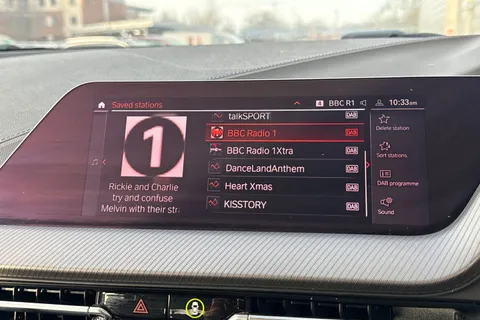 Saved stations
4 BBC R1 10:33am
talkSPORT DAB
BBC Radio 1 DAB
BBC Radio 1Xtra DAB
DanceLandAnthem DAB
Heart Xmas DAB
KISSTORY DAB
1
Rickie and Charlie
try and confuse
Melvin with their stra
Delete station
Sort stations
DAB programme
Sound